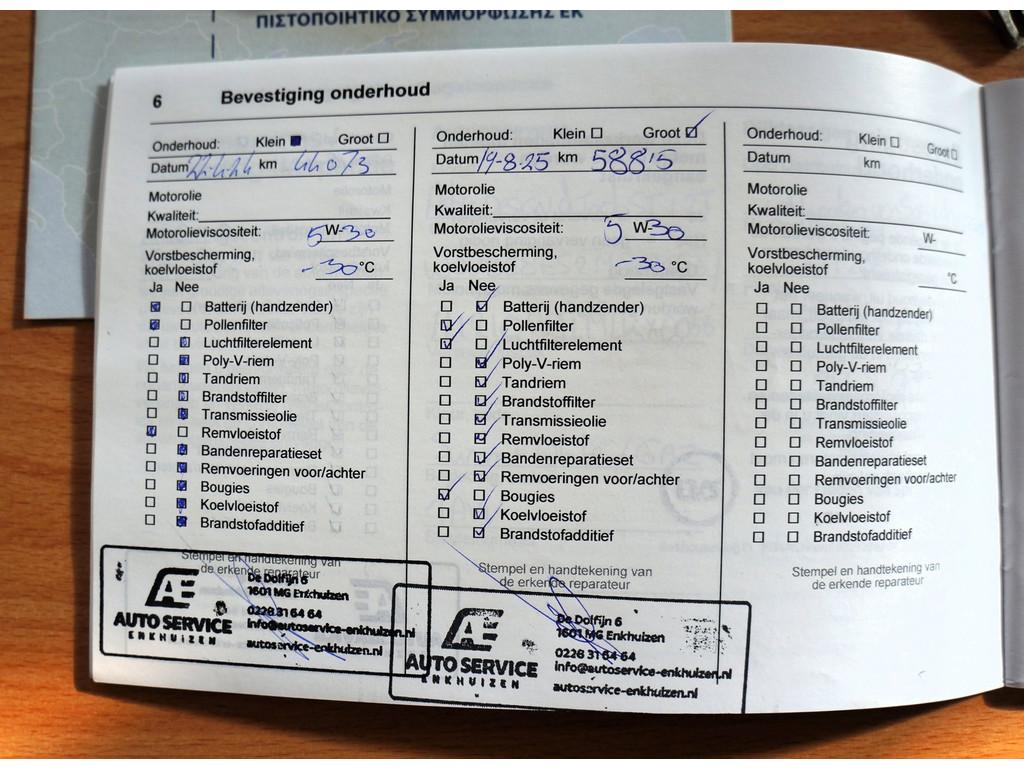 ΠΙΣΤΟΠΟΙΗΤΙΚΟ ΣΥΜΜΟΡΦΩΣΗΣ ΕΚ
6 Bevestiging onderhoud
Onderhoud: Klein Groot
Datum km 44073
Motorolie
Kwaliteit:
Motorolieviscositeit: 5 W-30
Vorstbescherming,
koelvloeistof -30 °C
Ja Nee
Batterij (handzender)
Pollenfilter
Luchtfilterelement
Poly-V-riem
Tandriem
Brandstoffilter
Transmissieolie
Remvloeistof
Bandenreparatieset
Remvoeringen voor/achter
Bougies
Koelvloeistof
Brandstofadditief
Stempel en handtekening van
de erkende reparateur
AE
AUTO SERVICE
ENKHUIZEN
De Dolfijn 6
1601 MG Enkhuizen
0228 31 64 64
info@autoservice-enkhuizen.nl
autoservice-enkhuizen.nl
Onderhoud: Klein Groot
Datum 19-8-25 km 58815
Motorolie
Kwaliteit:
Motorolieviscositeit: 5 W-30
Vorstbescherming,
koelvloeistof -30 °C
Ja Nee
Batterij (handzender)
Pollenfilter
Luchtfilterelement
Poly-V-riem
Tandriem
Brandstoffilter
Transmissieolie
Remvloeistof
Bandenreparatieset
Remvoeringen voor/achter
Bougies
Koelvloeistof
Brandstofadditief
Stempel en handtekening van
de erkende reparateur
AE
AUTO SERVICE
ENKHUIZEN
De Dolfijn 6
1601 MG Enkhuizen
0228 31 64 64
info@autoservice-enkhuizen.nl
autoservice-enkhuizen.nl
Onderhoud: Klein Groot
Datum km
Motorolie
Kwaliteit:
Motorolieviscositeit: W-
Vorstbescherming,
koelvloeistof °C
Ja Nee
Batterij (handzender)
Pollenfilter
Luchtfilterelement
Poly-V-riem
Tandriem
Brandstoffilter
Transmissieolie
Remvloeistof
Bandenreparatieset
Remvoeringen voor/achter
Bougies
Koelvloeistof
Brandstofadditief
Stempel en handtekening van
de erkende reparateur